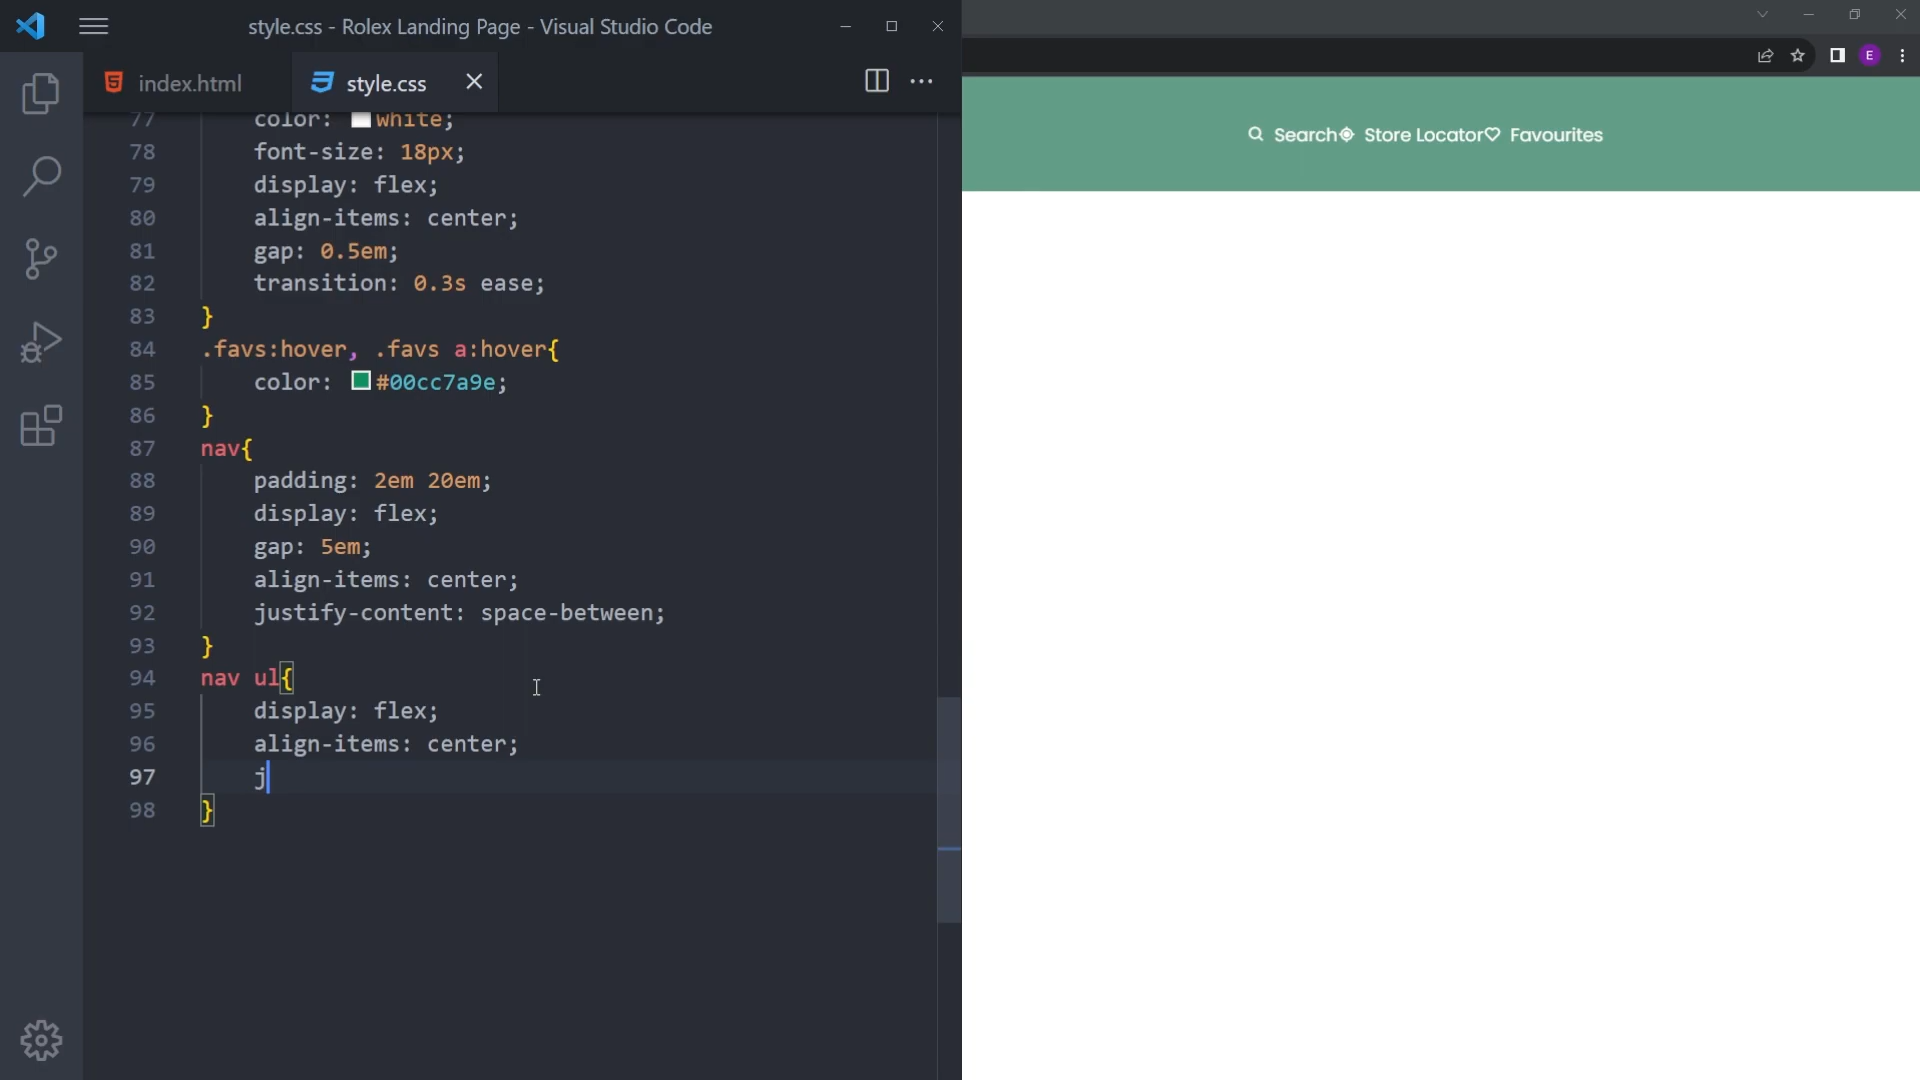 style.css - Rolex Landing Page - Visual Studio Code
index.html
style.css
77 color: white;
78 font-size: 18px;
79 display: flex;
80 align-items: center;
81 gap: 0.5em;
82 transition: 0.3s ease;
83 }
84 .favs:hover, .favs a:hover{
85 color: #00cc7a9e;
86 }
87 nav{
88 padding: 2em 20em;
89 display: flex;
90 gap: 5em;
91 align-items: center;
92 justify-content: space-between;
93 }
94 nav ul{
95 display: flex;
96 align-items: center;
97 j
98 }
E
Search Store Locator Favourites